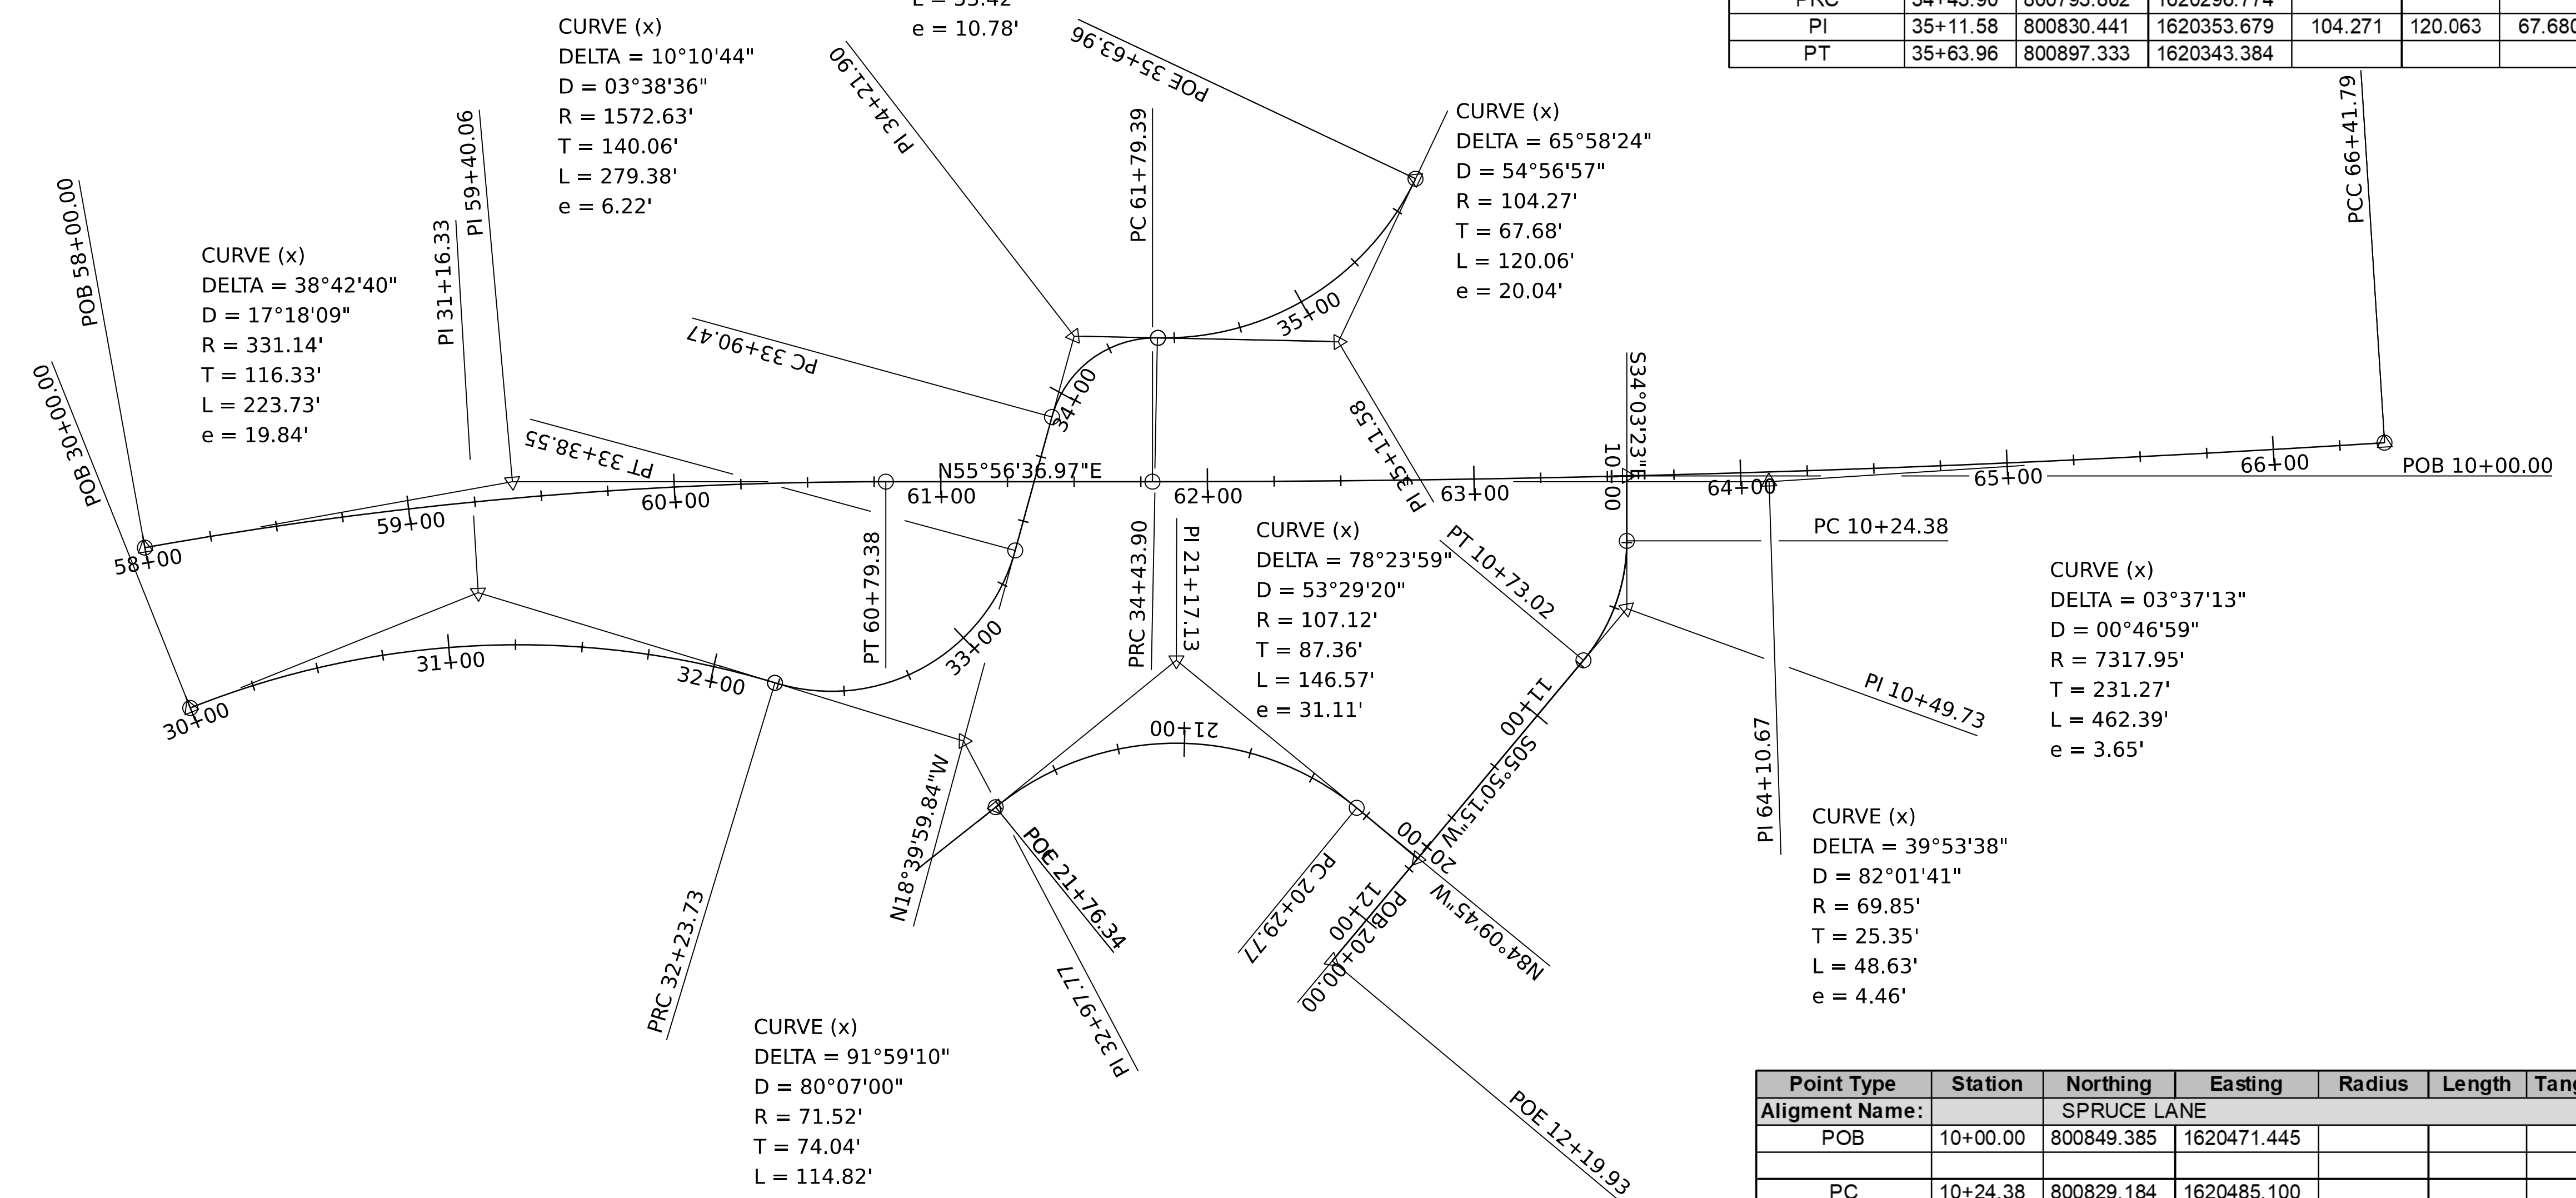 L = 53.42'
e = 10.78'
CURVE (x)
DELTA = 10°10'44"
D = 03°38'36"
R = 1572.63'
T = 140.06'
L = 279.38'
e = 6.22'
CURVE (x)
DELTA = 38°42'40"
D = 17°18'09"
R = 331.14'
T = 116.33'
L = 223.73'
e = 19.84'
CURVE (x)
DELTA = 65°58'24"
D = 54°56'57"
R = 104.27'
T = 67.68'
L = 120.06'
e = 20.04'
PRC 34+43.90 800793.802 1620296.774
PI 35+11.58 800830.441 1620353.679 104.271 120.063 67.680
PT 35+63.96 800897.333 1620343.384
POB 58+00.00
POB 30+00.00
PI 31+16.33
PI 59+40.06
PI 34+21.90
POE 35+63.96
PC 61+79.39
PC 33+90.47
PT 33+38.55
PI 35+11.58
PCC 66+41.79
S34°03'23"E
10+00
N55°56'36.97"E
58+00
59+00
60+00
61+00
62+00
63+00
64+00
65+00
66+00
POB 10+00.00
34+00
35+00
30+00
31+00
32+00
33+00
PT 60+79.38
PRC 34+43.90
PI 21+17.13
CURVE (x)
DELTA = 78°23'59"
D = 53°29'20"
R = 107.12'
T = 87.36'
L = 146.57'
e = 31.11'
PT 10+73.02
PC 10+24.38
PI 10+49.73
PI 64+10.67
CURVE (x)
DELTA = 03°37'13"
D = 00°46'59"
R = 7317.95'
T = 231.27'
L = 462.39'
e = 3.65'
21+00
11+00
S05°50'15"W
20+00
12+00
N18°39'59.84"W
POE 21+76.34
PC 20+29.77
POB 20+00.00
N84°09'45"W
PRC 32+23.73
PI 32+97.77
POE 12+19.93
CURVE (x)
DELTA = 39°53'38"
D = 82°01'41"
R = 69.85'
T = 25.35'
L = 48.63'
e = 4.46'
CURVE (x)
DELTA = 91°59'10"
D = 80°07'00"
R = 71.52'
T = 74.04'
L = 114.82'
Point Type Station Northing Easting Radius Length Tang
Aligment Name: SPRUCE LANE
POB 10+00.00 800849.385 1620471.445
PC 10+24.38 800829.184 1620485.100